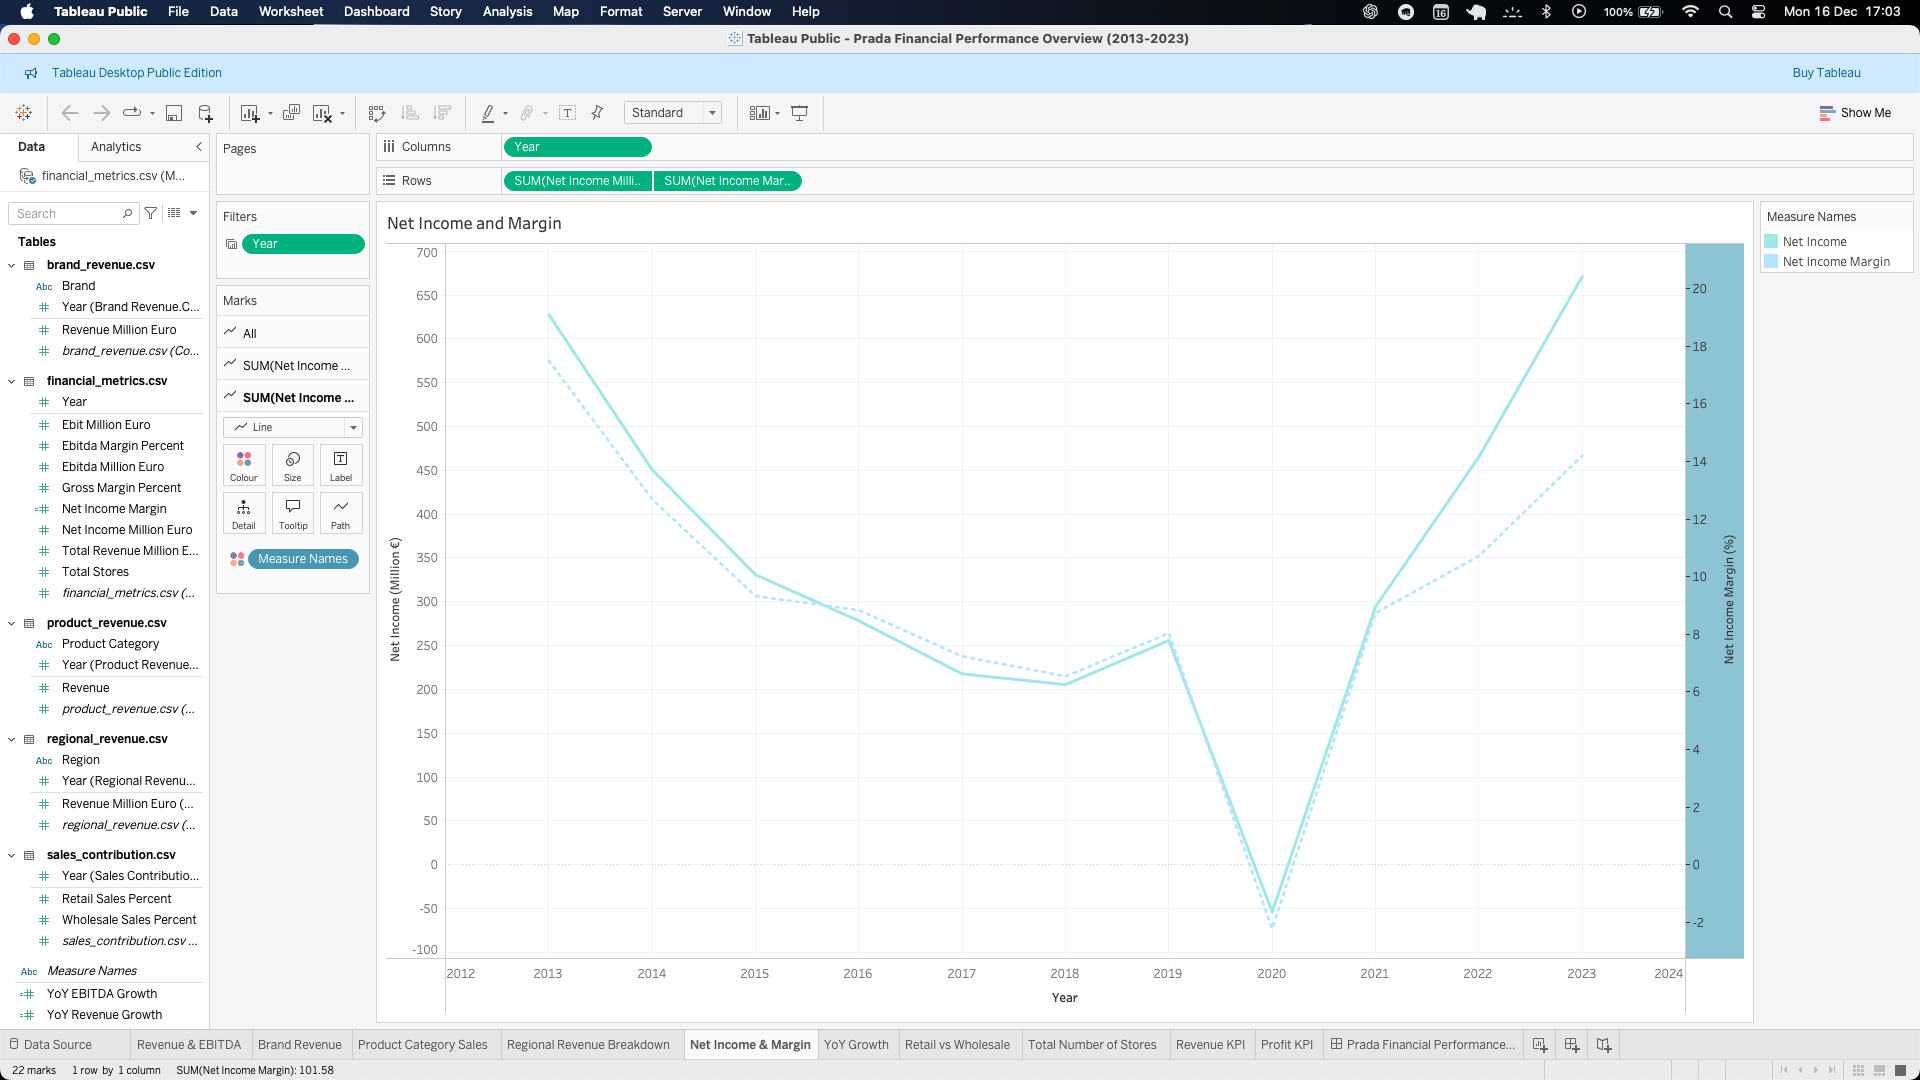 Tableau Public File Data Worksheet Dashboard Story Analysis Map Format Server Window Help 16 100% Mon 16 Dec 17:03
Tableau Public - Prada Financial Performance Overview (2013-2023)
Tableau Desktop Public Edition Buy Tableau
Standard Show Me
Data Analytics
financial_metrics.csv (M...
Search
Tables
brand_revenue.csv
Abc Brand
Year (Brand Revenue.C...
Revenue Million Euro
brand_revenue.csv (Co...
financial_metrics.csv
Year
Ebit Million Euro
Ebitda Margin Percent
Ebitda Million Euro
Gross Margin Percent
Net Income Margin
Net Income Million Euro
Total Revenue Million E...
Total Stores
financial_metrics.csv (...
product_revenue.csv
Abc Product Category
Year (Product Revenue...
Revenue
product_revenue.csv (...
regional_revenue.csv
Abc Region
Year (Regional Revenu...
Revenue Million Euro (...
regional_revenue.csv (...
sales_contribution.csv
Year (Sales Contributio...
Retail Sales Percent
Wholesale Sales Percent
sales_contribution.csv ...
Abc Measure Names
YoY EBITDA Growth
YoY Revenue Growth
Pages
Filters
Year
Marks
All
SUM(Net Income ...
SUM(Net Income ...
Line
Colour Size Label
Detail Tooltip Path
Measure Names
Columns Year
Rows SUM(Net Income Milli.. SUM(Net Income Mar..
Net Income and Margin
700
650
600
550
500
450
400
350
300
250
200
150
100
50
0
-50
-100
Net Income (Million €)
20
18
16
14
12
10
8
6
4
2
0
-2
Net Income Margin (%)
2012 2013 2014 2015 2016 2017 2018 2019 2020 2021 2022 2023 2024
Year
Measure Names
Net Income
Net Income Margin
Data Source Revenue & EBITDA Brand Revenue Product Category Sales Regional Revenue Breakdown Net Income & Margin YoY Growth Retail vs Wholesale Total Number of Stores Revenue KPI Profit KPI Prada Financial Performance...
22 marks 1 row by 1 column SUM(Net Income Margin): 101.58